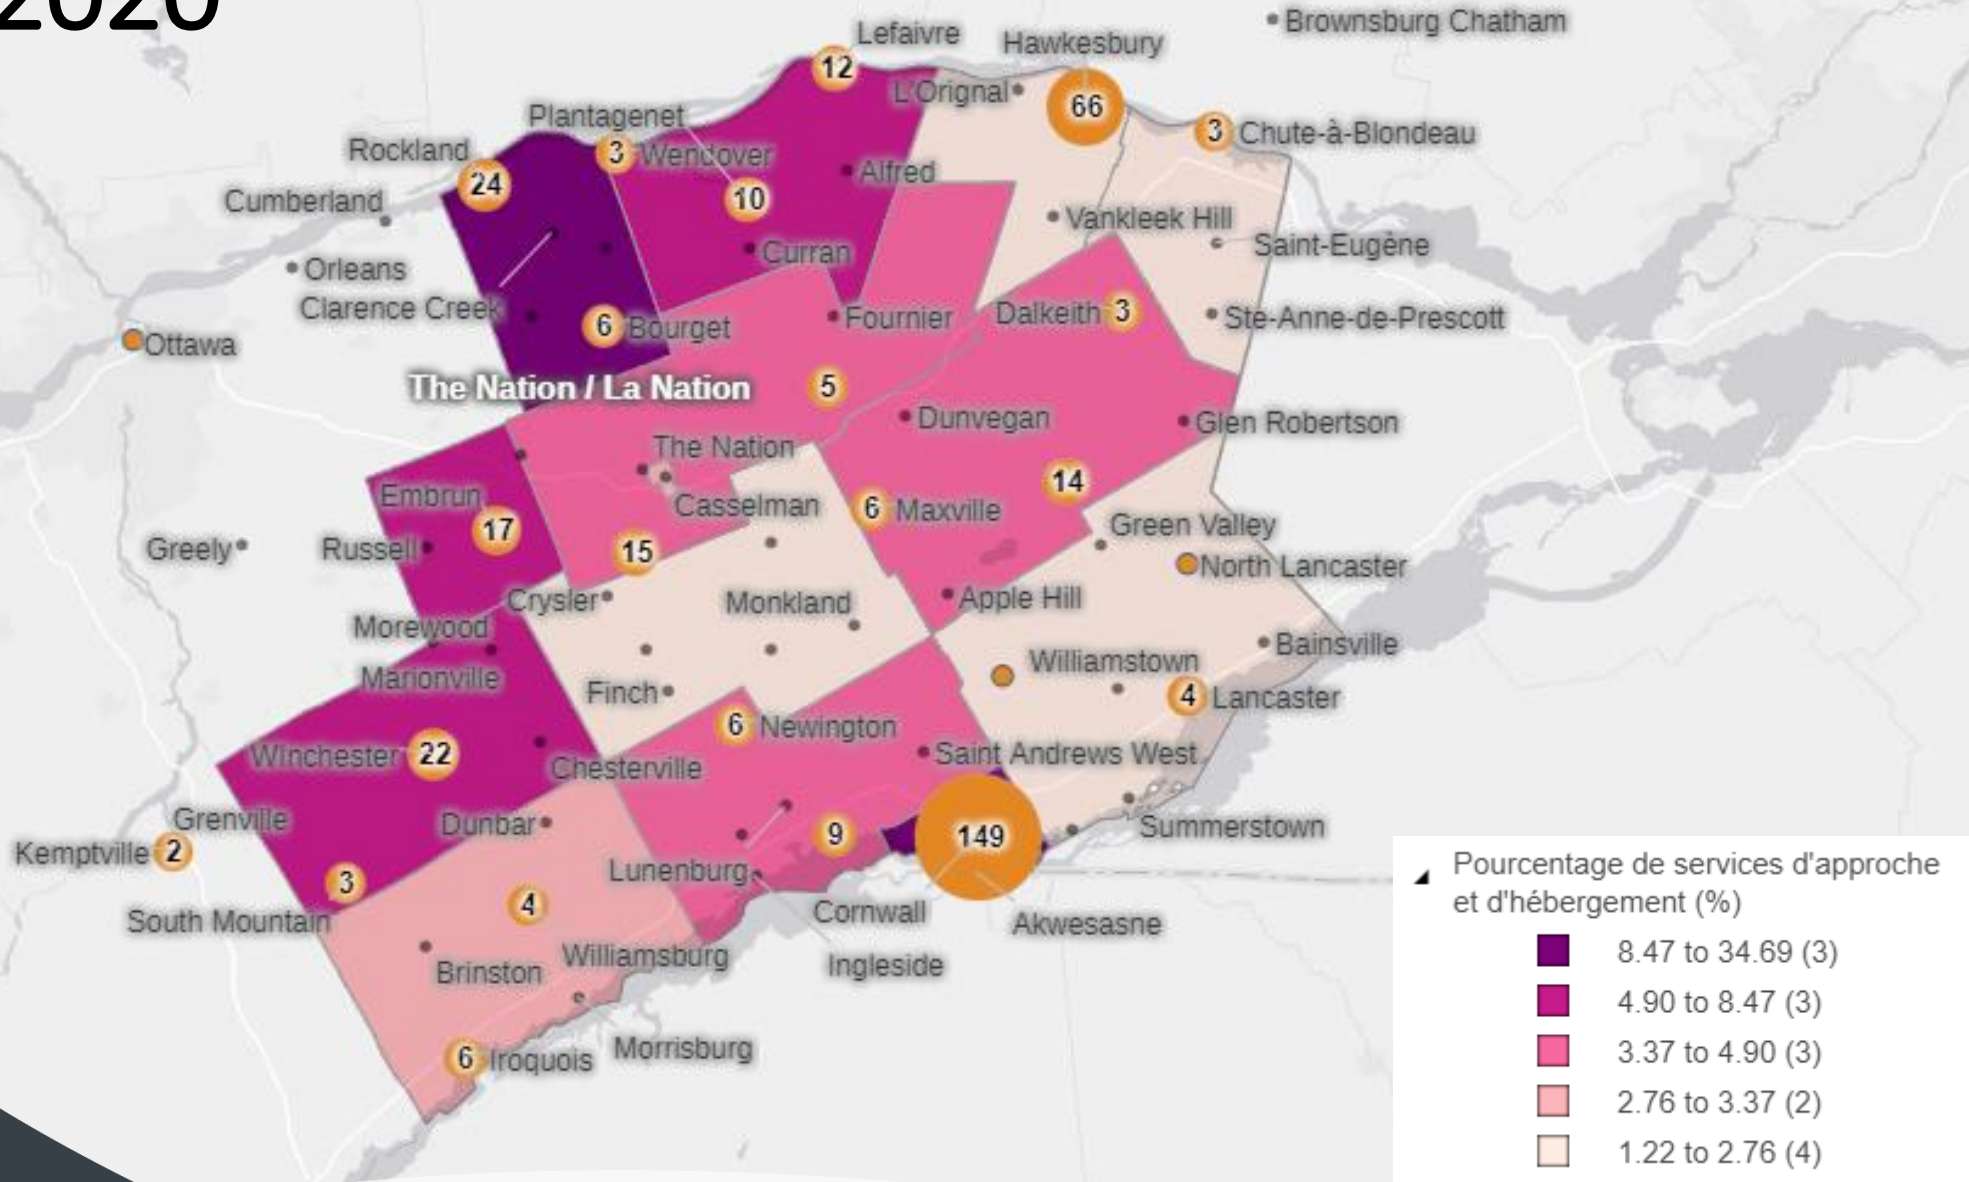 2020
Brownsburg Chatham
Lefaivre
Hawkesbury
12
L'Orignal
66
Plantagenet
3
Chute-à-Blondeau
Rockland
3
Wendover
24
Alfred
10
Cumberland
Vankleek Hill
Saint-Eugène
Curran
Orleans
Clarence Creek
6
Bourget
Fournier
Dalkeith
3
Ste-Anne-de-Prescott
Ottawa
The Nation / La Nation
5
Dunvegan
Glen Robertson
The Nation
14
Embrun
Casselman
6
Maxville
17
Green Valley
Greely
Russell
15
North Lancaster
Crysler
Monkland
Apple Hill
Morewood
Bainsville
Williamstown
Marionville
Finch
4
Lancaster
6
Newington
Winchester
22
Saint Andrews West
Chesterville
Grenville
Dunbar
9
149
Summerstown
Kemptville
2
Lunenburg
3
4
South Mountain
Cornwall
Akwesasne
Williamsburg
Brinston
Ingleside
6
Iroquois
Morrisburg
Pourcentage de services d'approche
et d'hébergement (%)
8.47 to 34.69 (3)
4.90 to 8.47 (3)
3.37 to 4.90 (3)
2.76 to 3.37 (2)
1.22 to 2.76 (4)